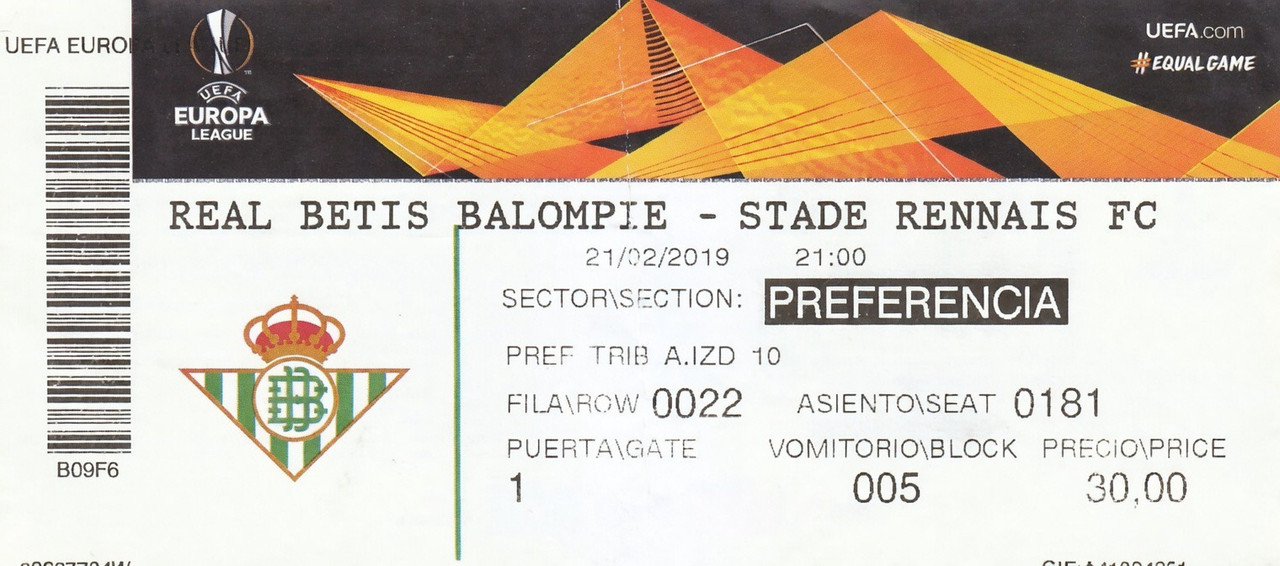 UEFA EUROPA LEAGUE
UEFA
EUROPA
LEAGUE
UEFA.com
#EQUALGAME
REAL BETIS BALOMPIE - STADE RENNAIS FC
21/02/2019 21:00
SECTOR\SECTION: PREFERENCIA
PREF TRIB A.IZD 10
FILA\ROW 0022 ASIENTO\SEAT 0181
PUERTA\GATE VOMITORIO\BLOCK PRECIO\PRICE
1 005 30,00
B09F6